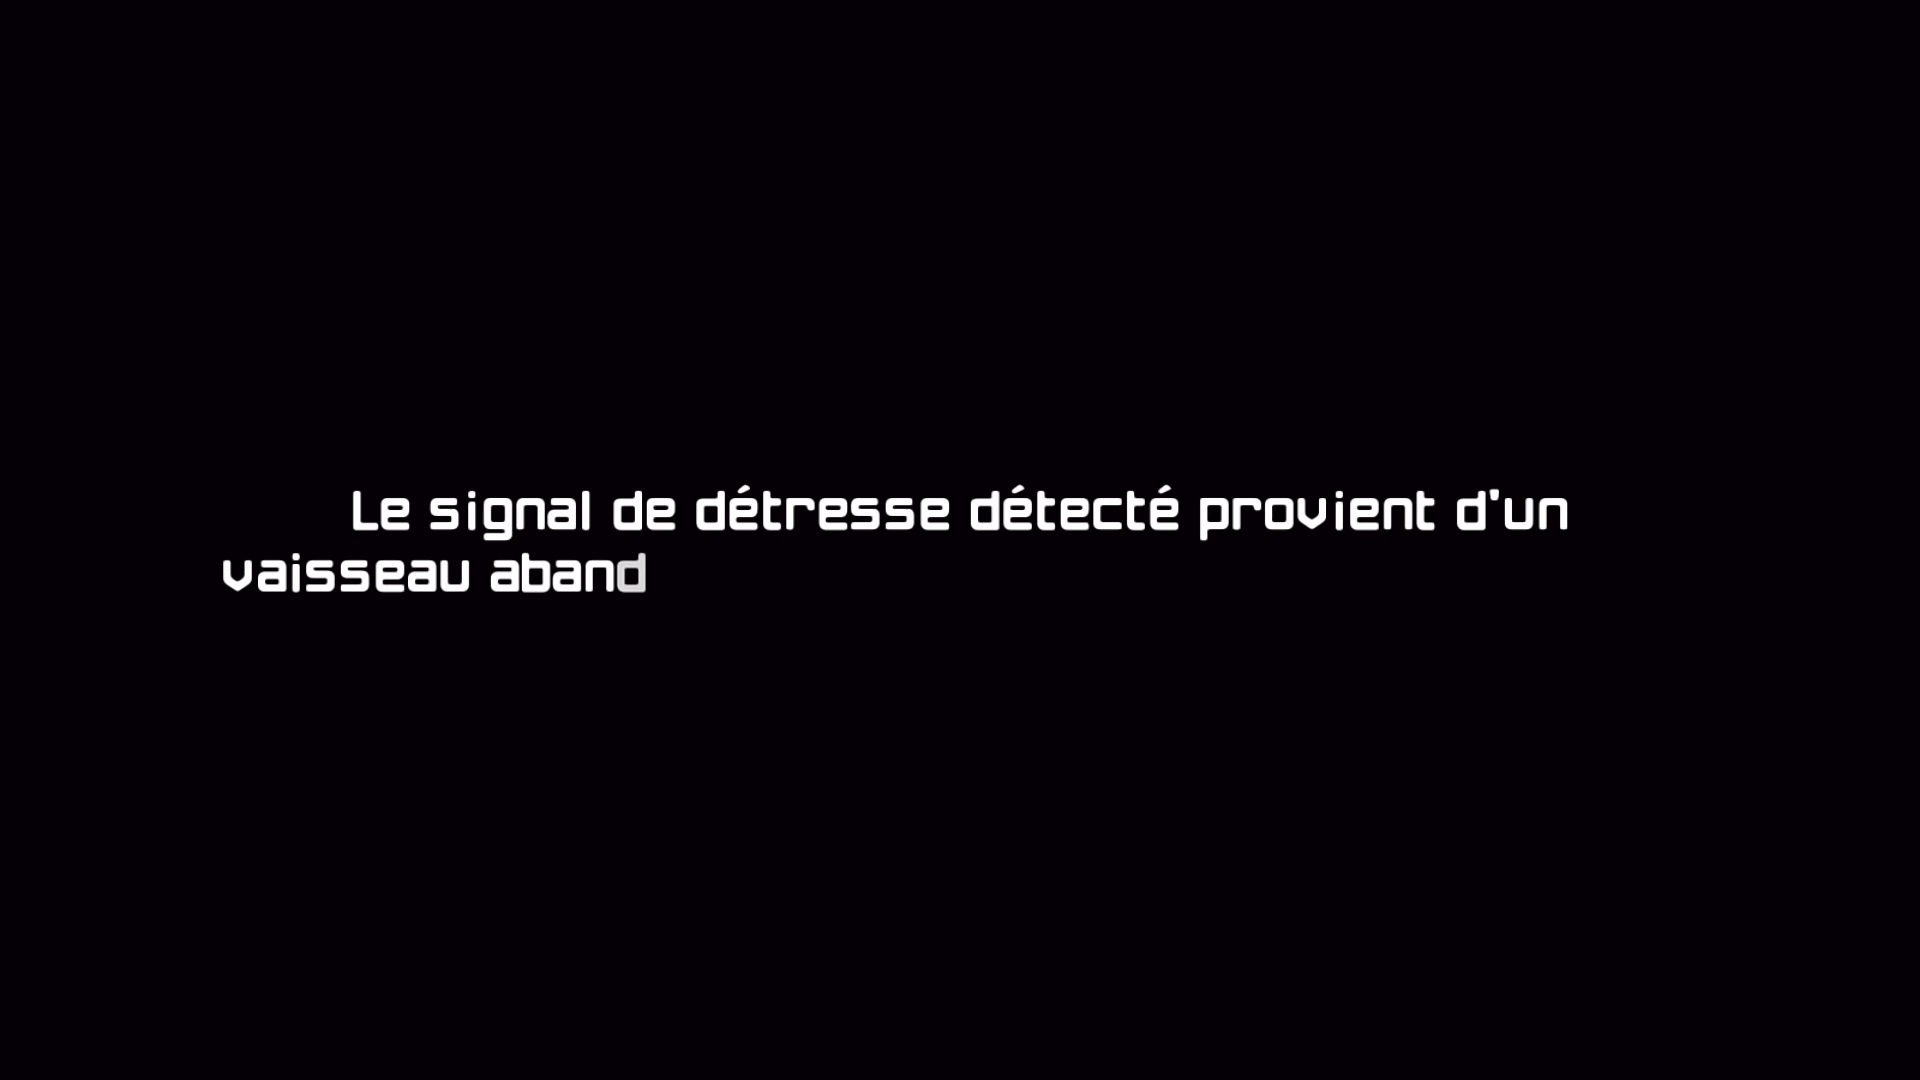 Le signal de détresse détecté provient d'un
vaisseau aband